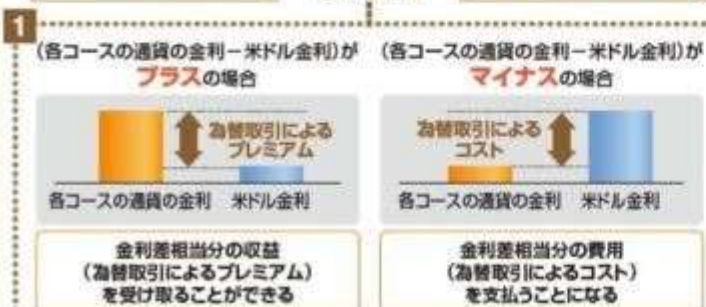 1
(各コースの通貨の金利－米ドル金利)が
プラスの場合
為替取引による
プレミアム
各コースの通貨の金利 米ドル金利
金利差相当分の収益
(為替取引によるプレミアム)
を受け取ることができる
(各コースの通貨の金利－米ドル金利)が
マイナスの場合
為替取引による
コスト
各コースの通貨の金利 米ドル金利
金利差相当分の費用
(為替取引によるコスト)
を支払うことになる